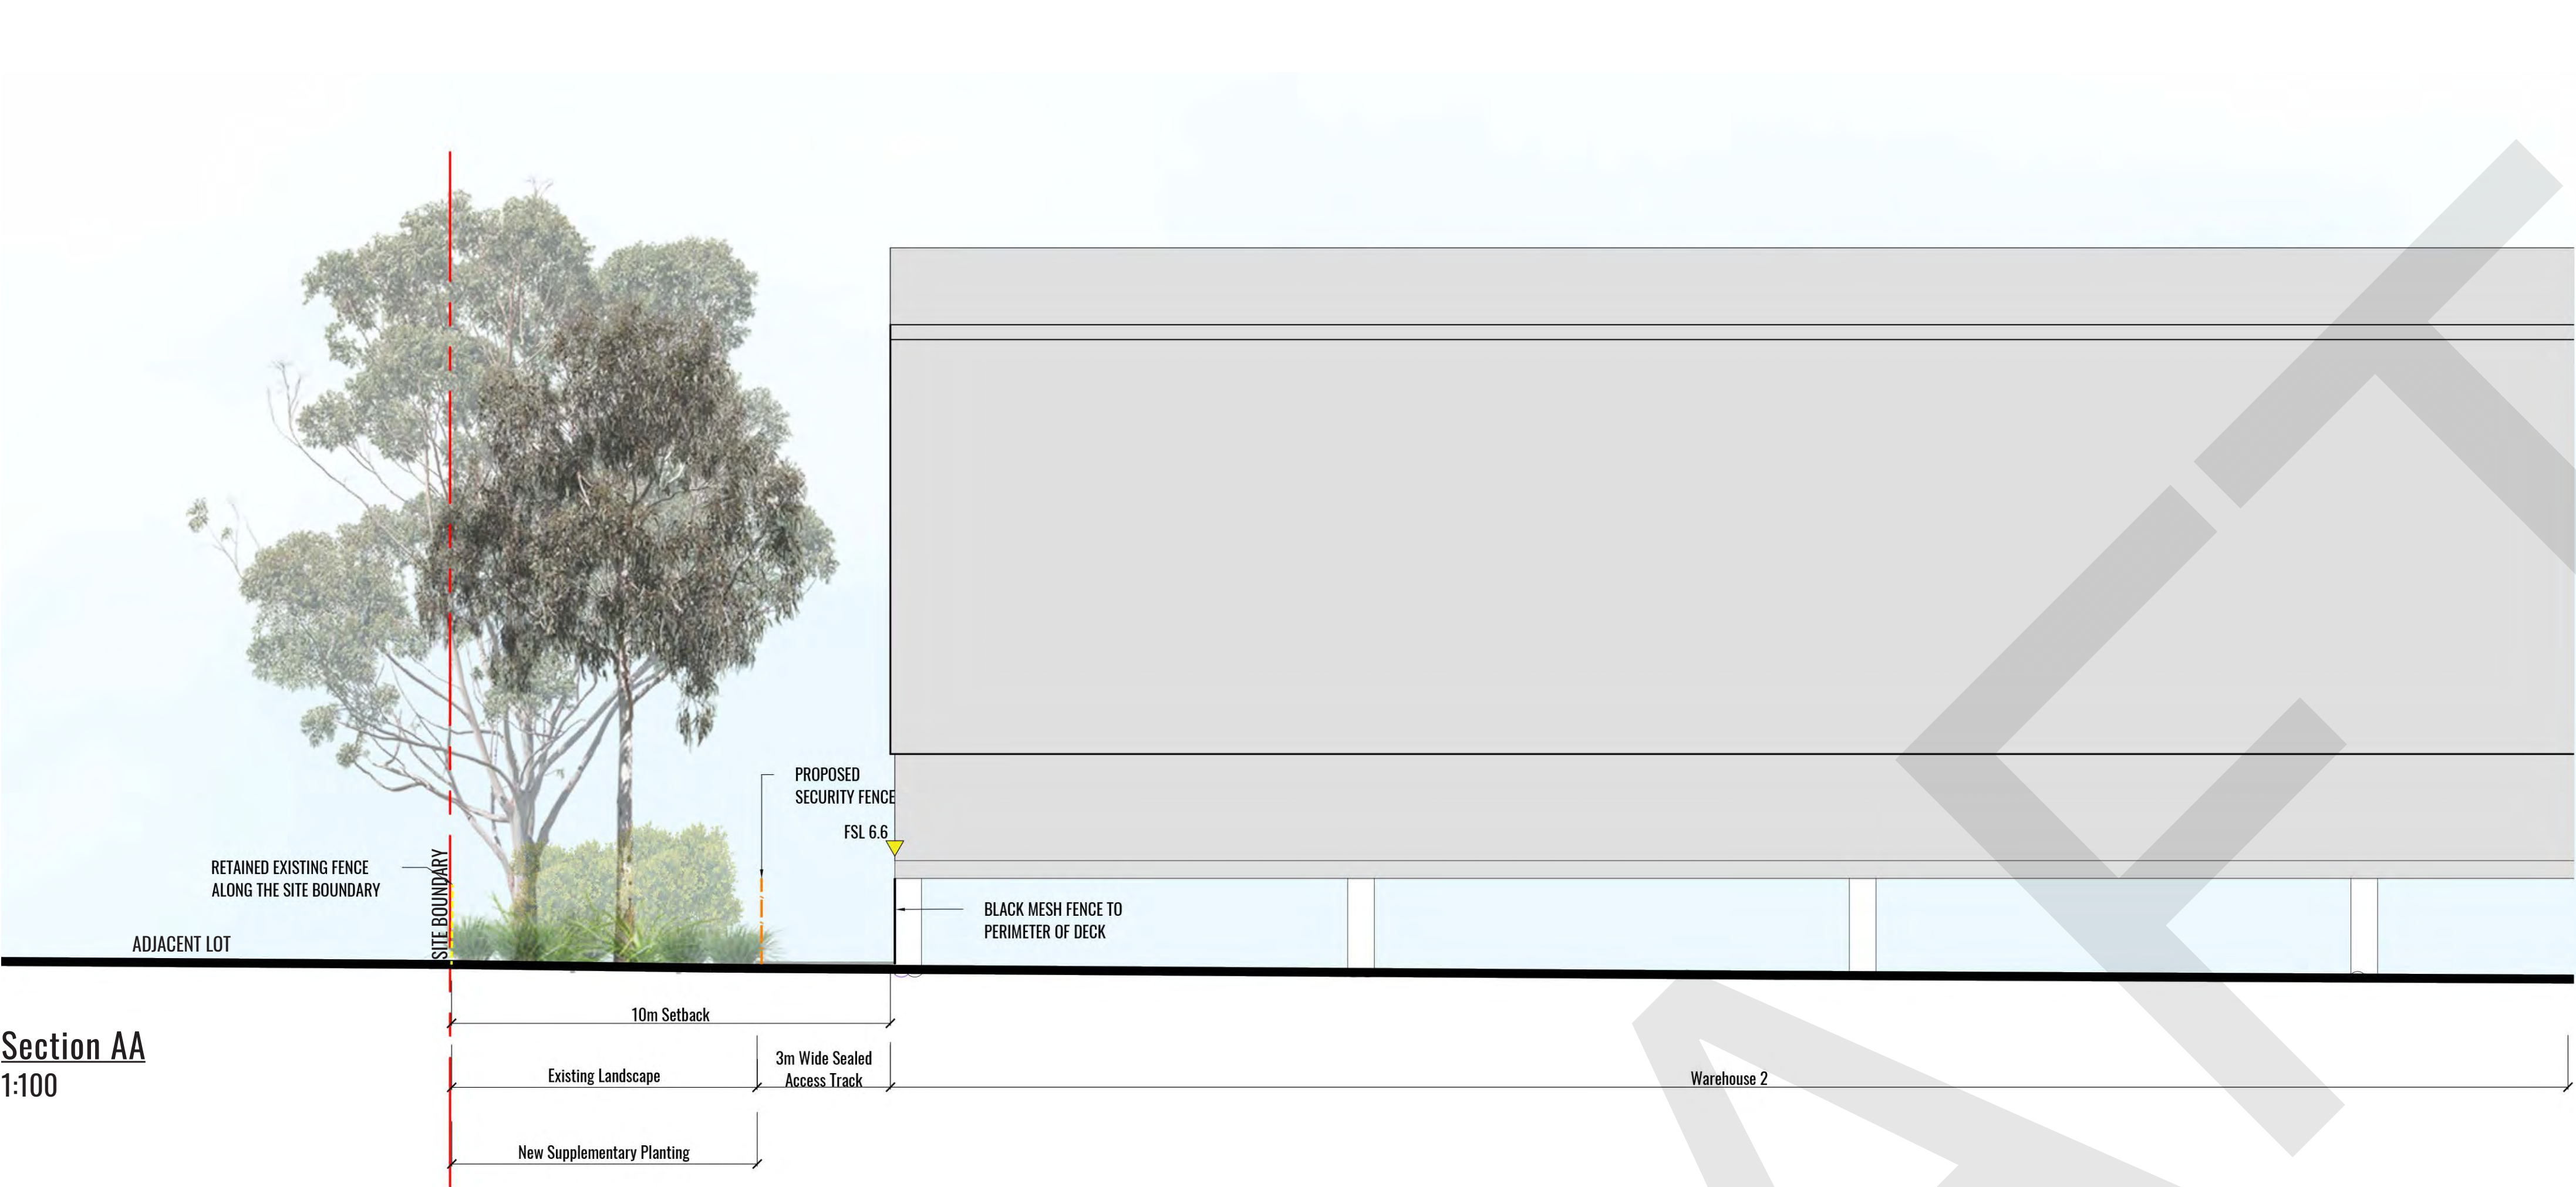 PROPOSED
SECURITY FENCE
FSL 6.6
RETAINED EXISTING FENCE
ALONG THE SITE BOUNDARY
SITE BOUNDARY
ADJACENT LOT
BLACK MESH FENCE TO
PERIMETER OF DECK
10m Setback
Section AA
1:100
Existing Landscape
3m Wide Sealed
Access Track
Warehouse 2
New Supplementary Planting
AFT